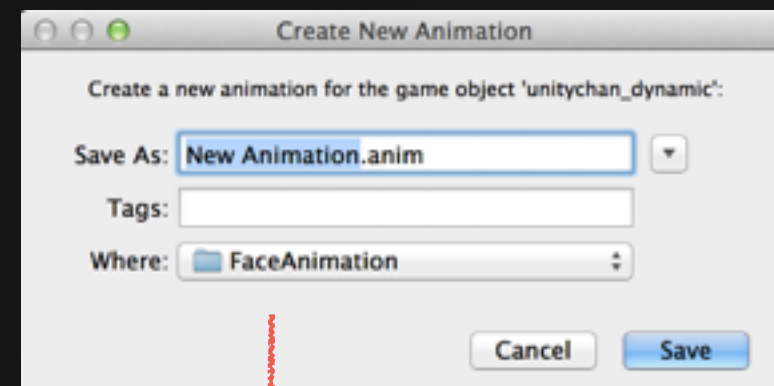 Create New Animation
Create a new animation for the game object 'unitychan_dynamic':
Save As: New Animation.anim
Tags:
Where: FaceAnimation
Cancel Save